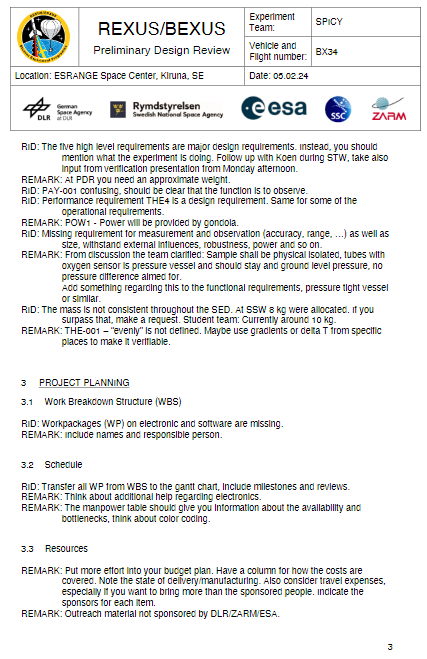 REXUS/BEXUS
Preliminary Design Review
Experiment Team:
SPiCY
Vehicle and Flight number:
BX34
Location: ESRANGE Space Center, Kiruna, SE
Date: 05.02.24
DLR
German Space Agency at DLR
Rymdstyrelsen
Swedish National Space Agency
esa
SSC
ZARM
RID: The five high level requirements are major design requirements. Instead, you should
mention what the experiment is doing. Follow up with Koen during STW, take also
input from verification presentation from Monday afternoon.
REMARK: At PDR you need an approximate weight.
RID: PAY-001 confusing, should be clear that the function is to observe.
RID: Performance requirement THE4 is a design requirement. Same for some of the
operational requirements.
REMARK: POW1 - Power will be provided by gondola.
RID: Missing requirement for measurement and observation (accuracy, range, …) as well as
size, withstand external influences, robustness, power and so on.
REMARK: From discussion the team clarified: Sample shall be physical isolated, tubes with
oxygen sensor is pressure vessel and should stay and ground level pressure, no
pressure difference aimed for.
Add something regarding this to the functional requirements, pressure tight vessel
or similar.
RID: The mass is not consistent throughout the SED. At SSW 8 kg were allocated. If you
surpass that, make a request. Student team: Currently around 10 kg.
REMARK: THE-001 – "evenly" is not defined. Maybe use gradients or delta T from specific
places to make it verifiable.
3 PROJECT PLANNING
3.1 Work Breakdown Structure (WBS)
RID: Workpackages (WP) on electronic and software are missing.
REMARK: Include names and responsible person.
3.2 Schedule
RID: Transfer all WP from WBS to the gantt chart, include milestones and reviews.
REMARK: Think about additional help regarding electronics.
REMARK: The manpower table should give you information about the availability and
bottlenecks, think about color coding.
3.3 Resources
REMARK: Put more effort into your budget plan. Have a column for how the costs are
covered. Note the state of delivery/manufacturing. Also consider travel expenses,
especially if you want to bring more than the sponsored people. Indicate the
sponsors for each item.
REMARK: Outreach material not sponsored by DLR/ZARM/ESA.
3